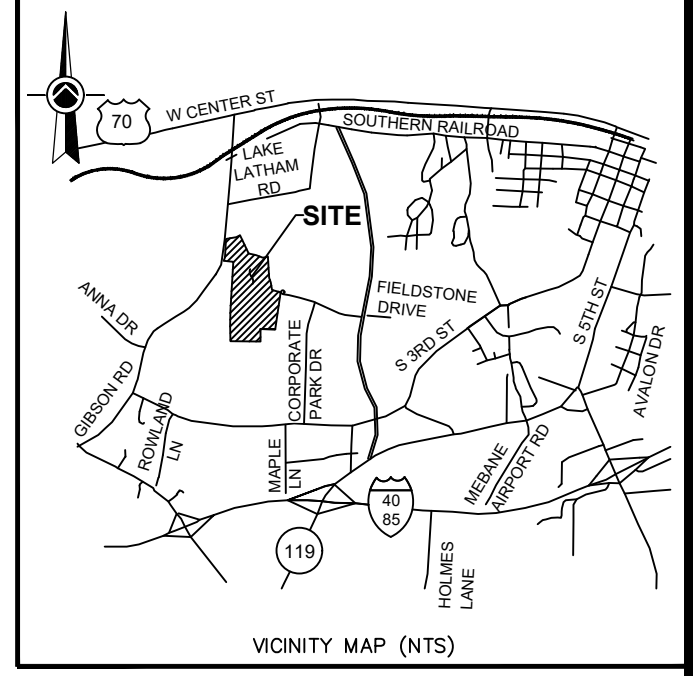 70
W CENTER ST
SOUTHERN RAILROAD
LAKE
LATHAM
RD
SITE
ANNA DR
FIELDSTONE
DRIVE
CORPORATE
PARK DR
S 3RD ST
S 5TH ST
AVALON DR
GIBSON RD
ROWLAND
LN
MAPLE
LN
MEBANE
AIRPORT RD
40
85
119
HOLMES
LANE
VICINITY MAP (NTS)